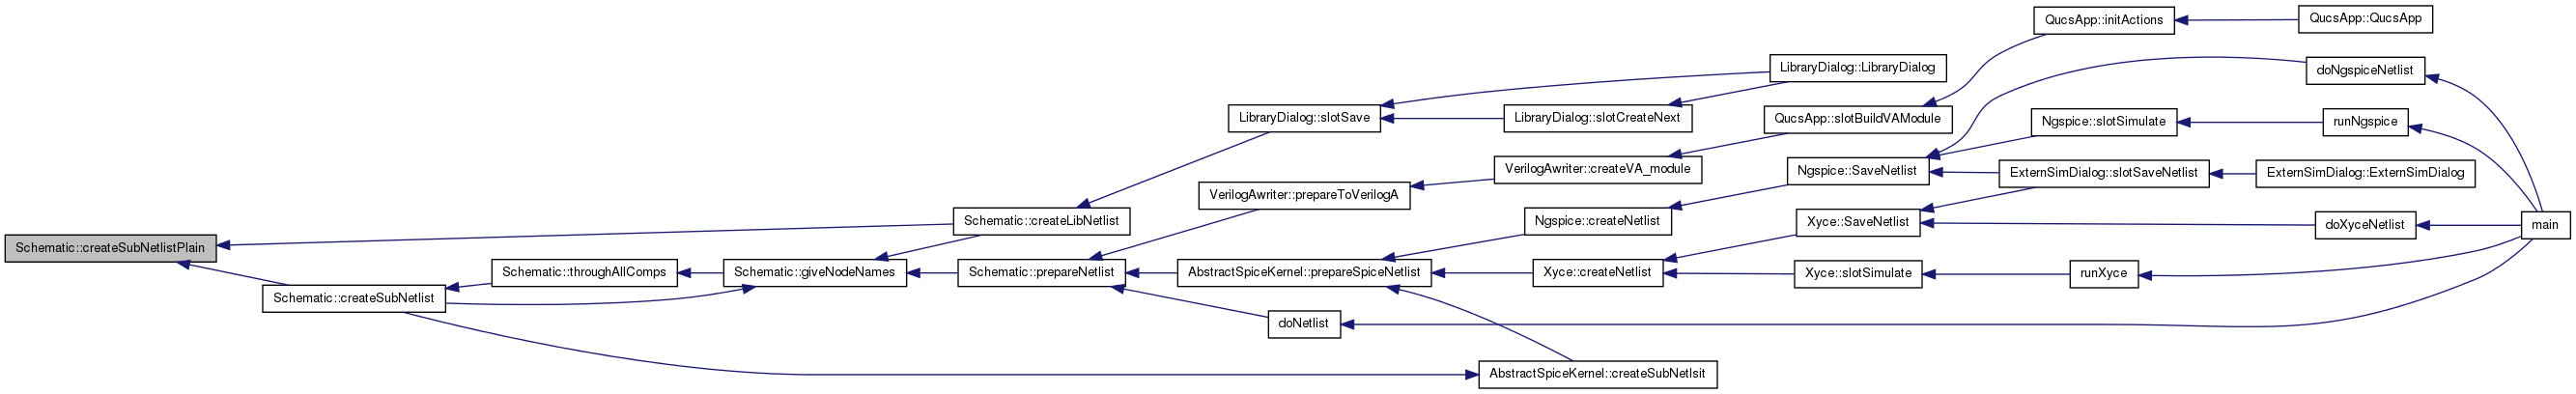 Schematic::createSubNetlistPlain
Schematic::createSubNetlist
Schematic::throughAllComps
Schematic::giveNodeNames
Schematic::createLibNetlist
Schematic::prepareNetlist
LibraryDialog::slotSave
VerilogAwriter::prepareToVerilogA
AbstractSpiceKernel::prepareSpiceNetlist
doNetlist
LibraryDialog::LibraryDialog
LibraryDialog::slotCreateNext
VerilogAwriter::createVA_module
Ngspice::createNetlist
Xyce::createNetlist
AbstractSpiceKernel::createSubNetlsit
QucsApp::slotBuildVAModule
Ngspice::SaveNetlist
Xyce::SaveNetlist
Xyce::slotSimulate
QucsApp::initActions
QucsApp::QucsApp
doNgspiceNetlist
Ngspice::slotSimulate
runNgspice
ExternSimDialog::slotSaveNetlist
ExternSimDialog::ExternSimDialog
doXyceNetlist
runXyce
main